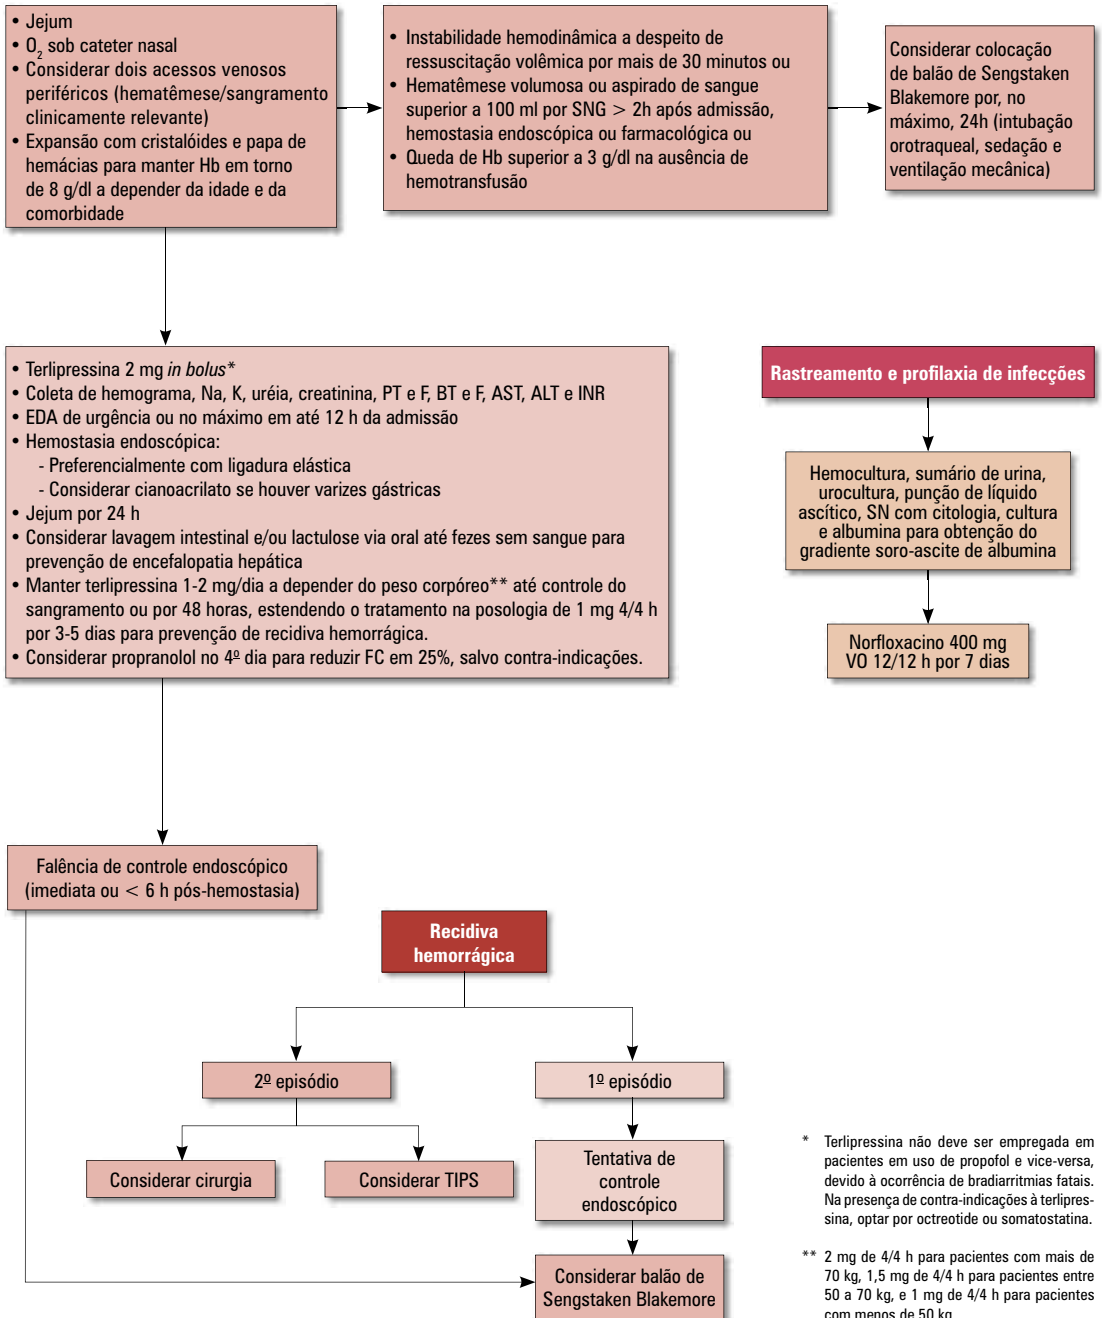 • Jejum
• O2 sob cateter nasal
• Considerar dois acessos venosos
periféricos (hematêmese/sangramento
clinicamente relevante)
• Expansão com cristalóides e papa de
hemácias para manter Hb em torno
de 8 g/dl a depender da idade e da
comorbidade
• Instabilidade hemodinâmica a despeito de
ressuscitação volêmica por mais de 30 minutos ou
• Hematêmese volumosa ou aspirado de sangue
superior a 100 ml por SNG > 2h após admissão,
hemostasia endoscópica ou farmacológica ou
• Queda de Hb superior a 3 g/dl na ausência de
hemotransfusão
Considerar colocação
de balão de Sengstaken
Blakemore por, no
máximo, 24h (intubação
orotraqueal, sedação e
ventilação mecânica)
• Terlipressina 2 mg in bolus*
• Coleta de hemograma, Na, K, uréia, creatinina, PT e F, BT e F, AST, ALT e INR
• EDA de urgência ou no máximo em até 12 h da admissão
• Hemostasia endoscópica:
- Preferencialmente com ligadura elástica
- Considerar cianoacrilato se houver varizes gástricas
• Jejum por 24 h
• Considerar lavagem intestinal e/ou lactulose via oral até fezes sem sangue para
prevenção de encefalopatia hepática
• Manter terlipressina 1-2 mg/dia a depender do peso corpóreo** até controle do
sangramento ou por 48 horas, estendendo o tratamento na posologia de 1 mg 4/4 h
por 3-5 dias para prevenção de recidiva hemorrágica.
• Considerar propranolol no 4º dia para reduzir FC em 25%, salvo contra-indicações.
Rastreamento e profilaxia de infecções
Hemocultura, sumário de urina,
urocultura, punção de líquido
ascítico, SN com citologia, cultura
e albumina para obtenção do
gradiente soro-ascite de albumina
Norfloxacino 400 mg
VO 12/12 h por 7 dias
Falência de controle endoscópico
(imediata ou < 6 h pós-hemostasia)
Recidiva
hemorrágica
2º episódio
1º episódio
Considerar cirurgia
Considerar TIPS
Tentativa de
controle
endoscópico
Considerar balão de
Sengstaken Blakemore
* Terlipressina não deve ser empregada em
pacientes em uso de propofol e vice-versa,
devido à ocorrência de bradiarritmias fatais.
Na presença de contra-indicações à terlipres-
sina, optar por octreotide ou somatostatina.
** 2 mg de 4/4 h para pacientes com mais de
70 kg, 1,5 mg de 4/4 h para pacientes entre
50 a 70 kg, e 1 mg de 4/4 h para pacientes
com menos de 50 kg